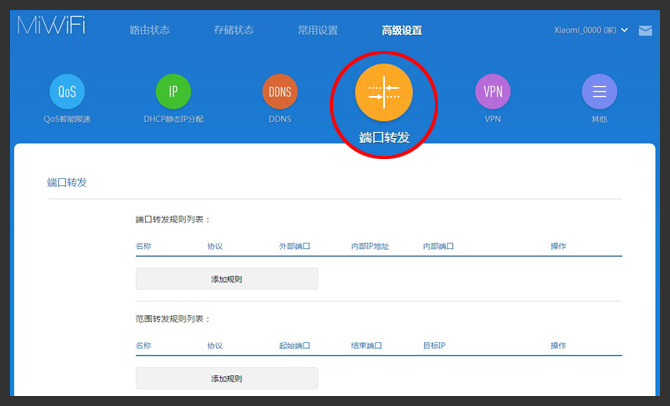 MiWiFi
路由状态 存储状态 常用设置 高级设置 Xiaomi_0000 (家)
QoS IP DDNS VPN
QoS智能限速 DHCP静态IP分配 DDNS 端口转发 VPN 其他
端口转发
端口转发规则列表：
名称 协议 外部端口 内部IP地址 内部端口 操作
添加规则
范围转发规则列表：
名称 协议 起始端口 结束端口 目标IP 操作
添加规则